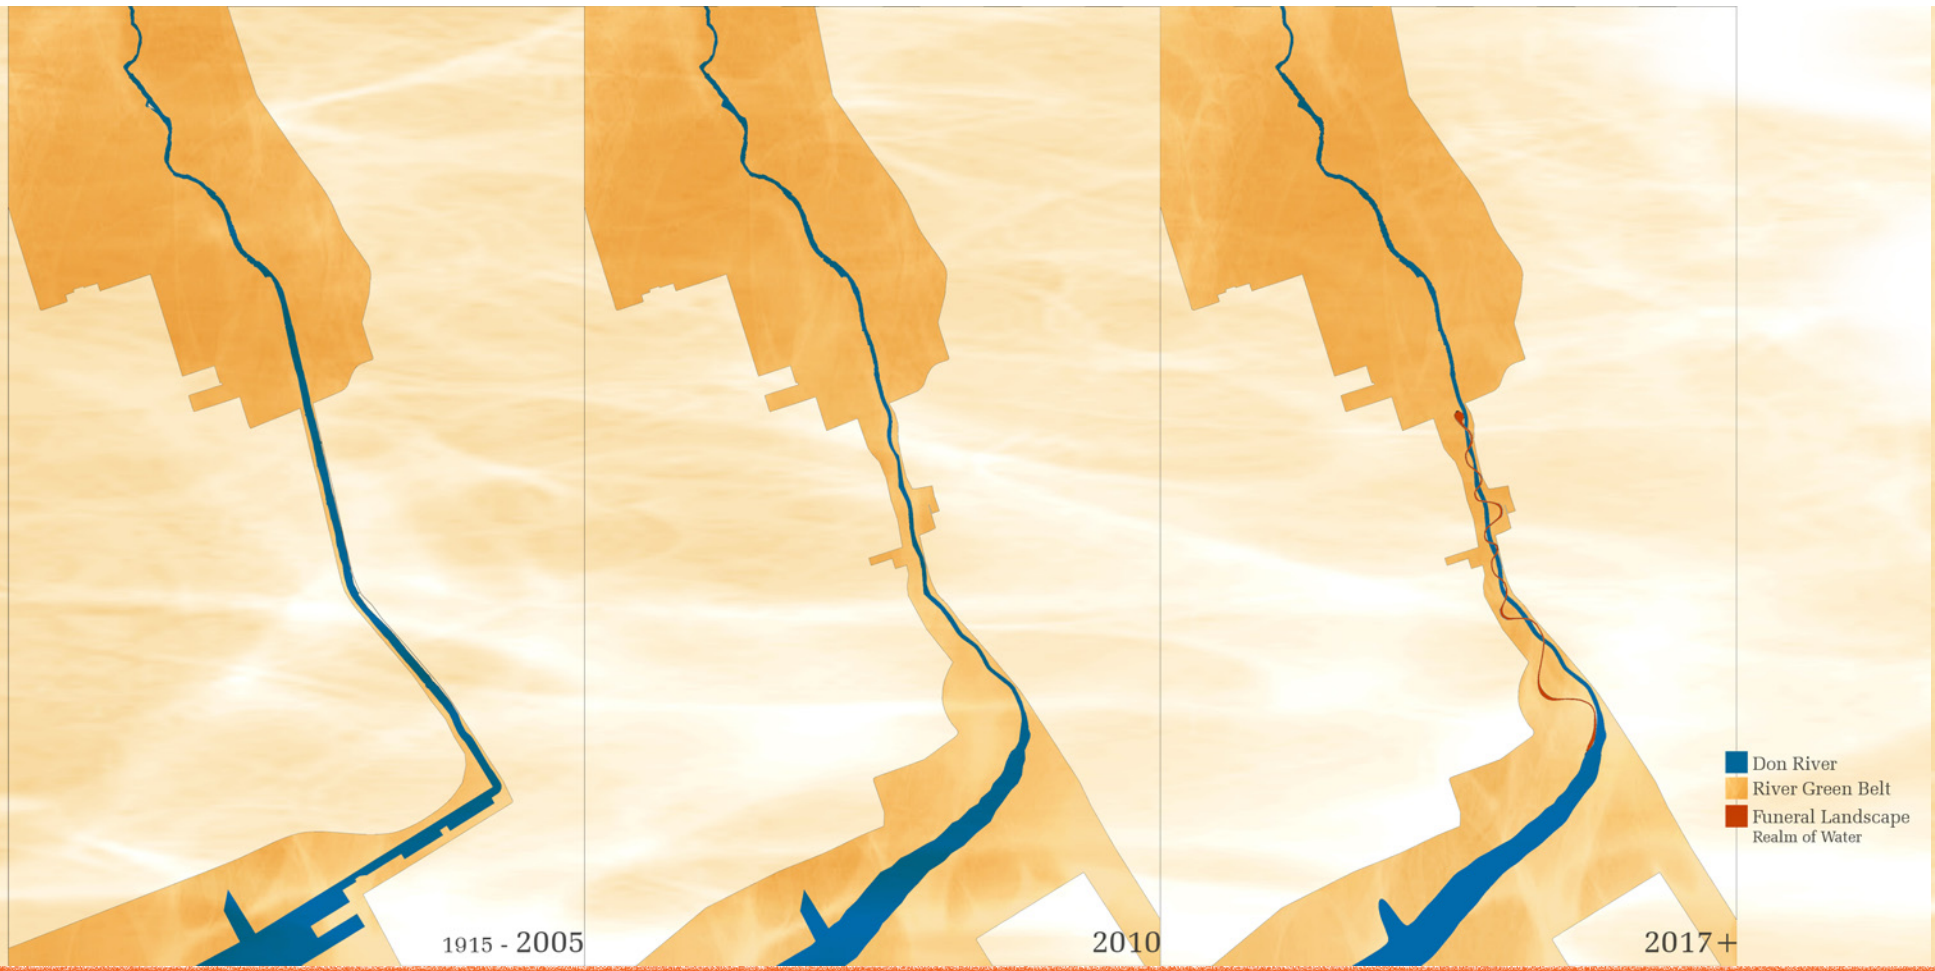 Don River
River Green Belt
Funeral Landscape
Realm of Water
1915 - 2005
2010
2017+